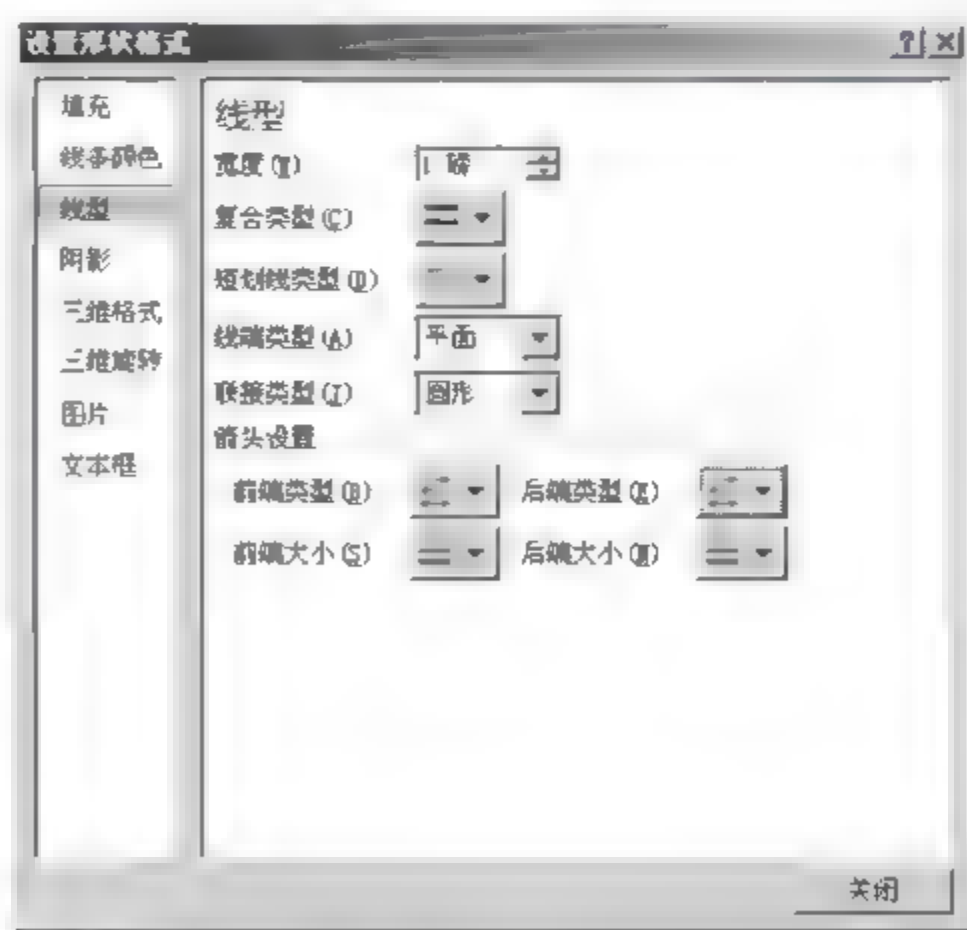 设置形状格式
填充
线条颜色
线型
阴影
三维格式
三维旋转
图片
文本框
线型
宽度(W)
1 磅
复合类型(C)
短划线类型(D)
线端类型(A)
平面
联接类型(J)
圆形
箭头设置
前端类型(B)
后端类型(E)
前端大小(S)
后端大小(N)
关闭